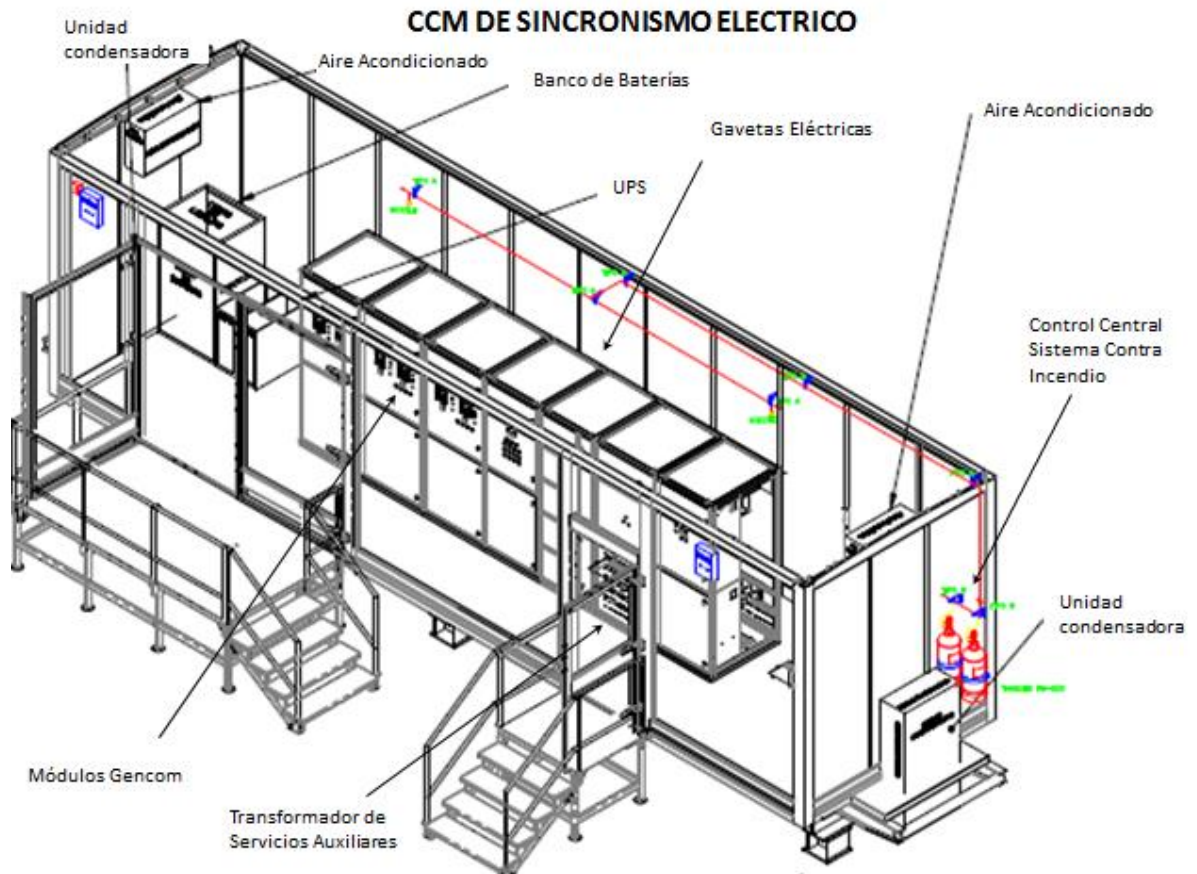 CCM DE SINCRONISMO ELECTRICO
Unidad
condensadora
Aire Acondicionado
Banco de Baterías
Gavetas Eléctricas
Aire Acondicionado
UPS
Control Central
Sistema Contra
Incendio
Unidad
condensadora
Módulos Gencom
Transformador de
Servicios Auxiliares